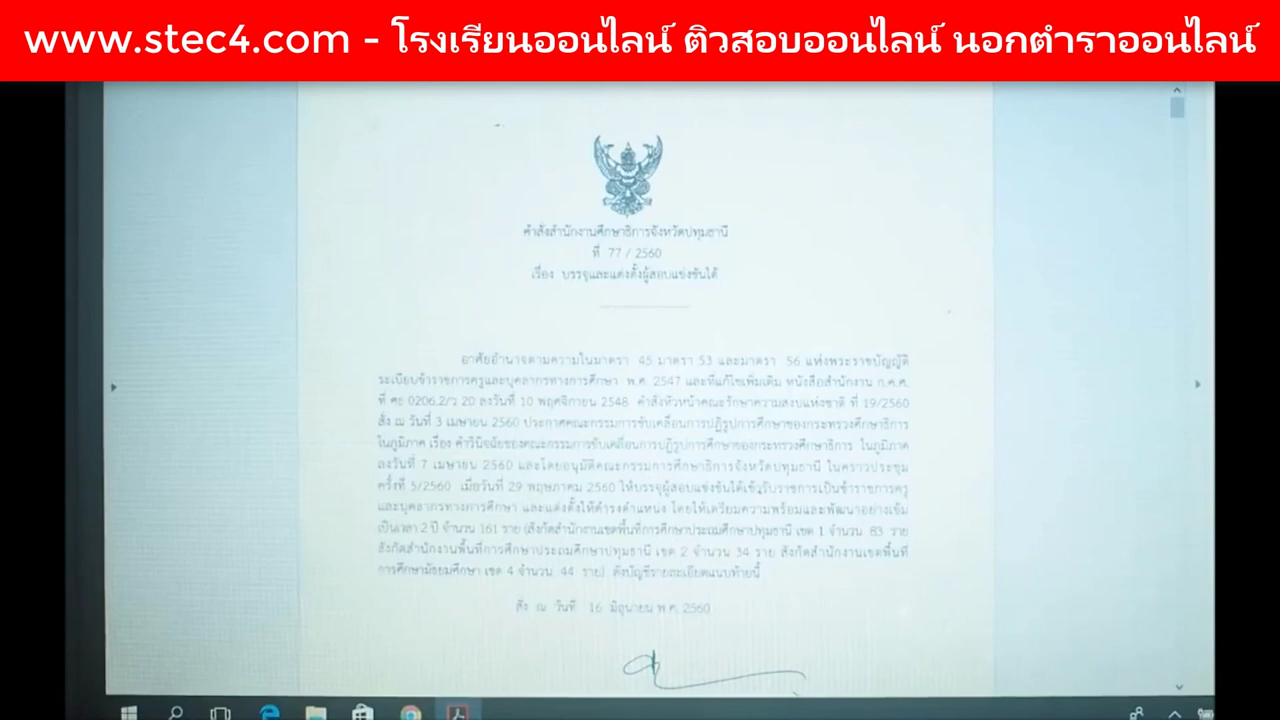 www.stec4.com - โรงเรียนออนไลน์ ติวสอบออนไลน์ นอกตำราออนไลน์
คำสั่งสำนักงานศึกษาธิการจังหวัดปทุมธานี
ที่ 77 / 2560
เรื่อง บรรจุและแต่งตั้งผู้สอบแข่งขันได้
อาศัยอำนาจตามความในมาตรา 45 มาตรา 53 และมาตรา 56 แห่งพระราชบัญญัติ
ระเบียบข้าราชการครูและบุคลากรทางการศึกษา พ.ศ. 2547 และที่แก้ไขเพิ่มเติม หนังสือสำนักงาน ก.ค.ศ.
ที่ ศธ 0206.2/ว 20 ลงวันที่ 10 พฤศจิกายน 2548 คำสั่งหัวหน้าคณะรักษาความสงบแห่งชาติ ที่ 19/2560
สั่ง ณ วันที่ 3 เมษายน 2560 ประกาศคณะกรรมการขับเคลื่อนการปฏิรูปการศึกษาของกระทรวงศึกษาธิการ
ในภูมิภาค เรื่อง คำวินิจฉัยของคณะกรรมการขับเคลื่อนการปฏิรูปการศึกษาของกระทรวงศึกษาธิการ ในภูมิภาค
ลงวันที่ 7 เมษายน 2560 และโดยอนุมัติคณะกรรมการศึกษาธิการจังหวัดปทุมธานี ในคราวประชุม
ครั้งที่ 5/2560 เมื่อวันที่ 29 พฤษภาคม 2560 ให้บรรจุผู้สอบแข่งขันได้เข้ารับราชการเป็นข้าราชการครู
และบุคลากรทางการศึกษา และแต่งตั้งให้ดำรงตำแหน่ง โดยให้เตรียมความพร้อมและพัฒนาอย่างเข้ม
เป็นเวลา 2 ปี จำนวน 161 ราย (สังกัดสำนักงานเขตพื้นที่การศึกษาประถมศึกษาปทุมธานี เขต 1 จำนวน 83 ราย
สังกัดสำนักงานพื้นที่การศึกษาประถมศึกษาปทุมธานี เขต 2 จำนวน 34 ราย สังกัดสำนักงานเขตพื้นที่
การศึกษามัธยมศึกษา เขต 4 จำนวน 44 ราย) ดังบัญชีรายละเอียดแนบท้ายนี้
สั่ง ณ วันที่ 16 มิถุนายน พ.ศ. 2560